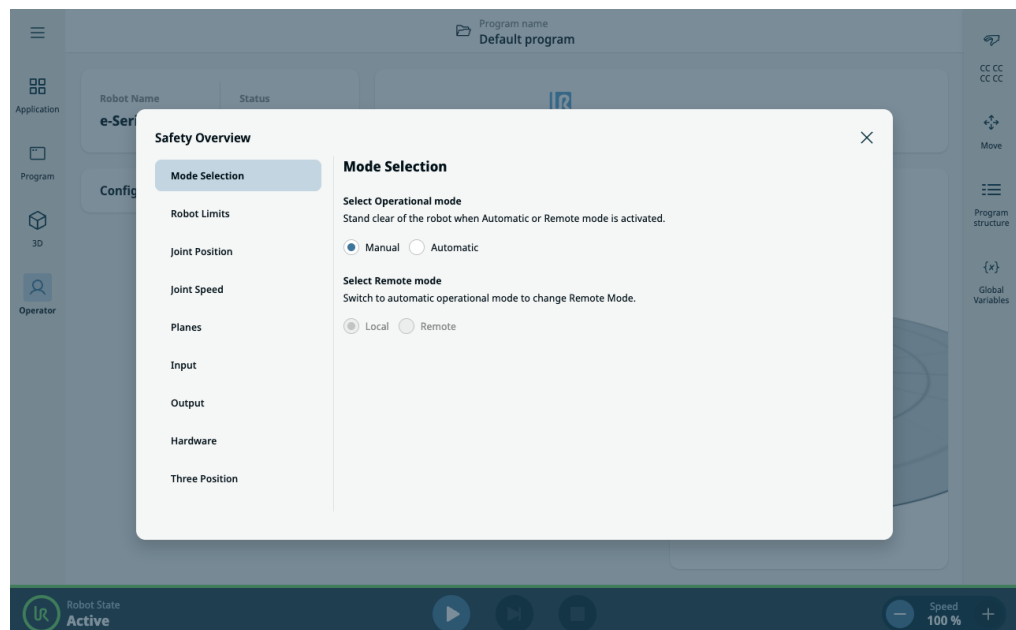 Program name
Default program
Application
Program
3D
Operator
Robot Name
Status
e-Seri
Config
Safety Overview
Mode Selection
Robot Limits
Joint Position
Joint Speed
Planes
Input
Output
Hardware
Three Position
Mode Selection
Select Operational mode
Stand clear of the robot when Automatic or Remote mode is activated.
Manual Automatic
Select Remote mode
Switch to automatic operational mode to change Remote Mode.
Local Remote
CC CC
CC CC
Move
Program
structure
{x}
Global
Variables
Robot State
Active
Speed
100 %